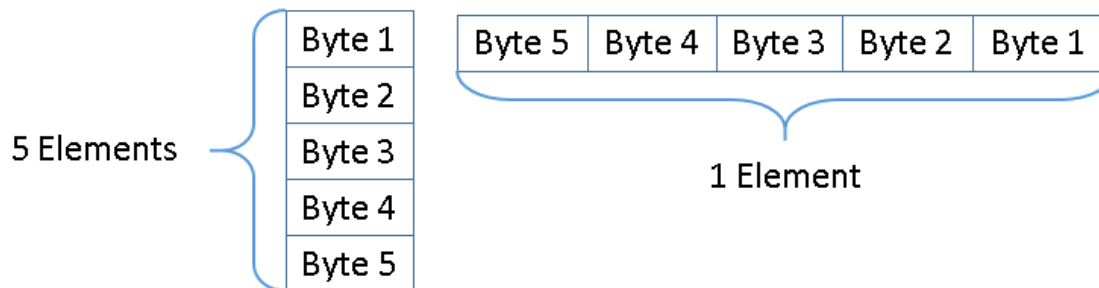 Byte 1
Byte 2
Byte 3
Byte 4
Byte 5
5 Elements
Byte 5 Byte 4 Byte 3 Byte 2 Byte 1
1 Element